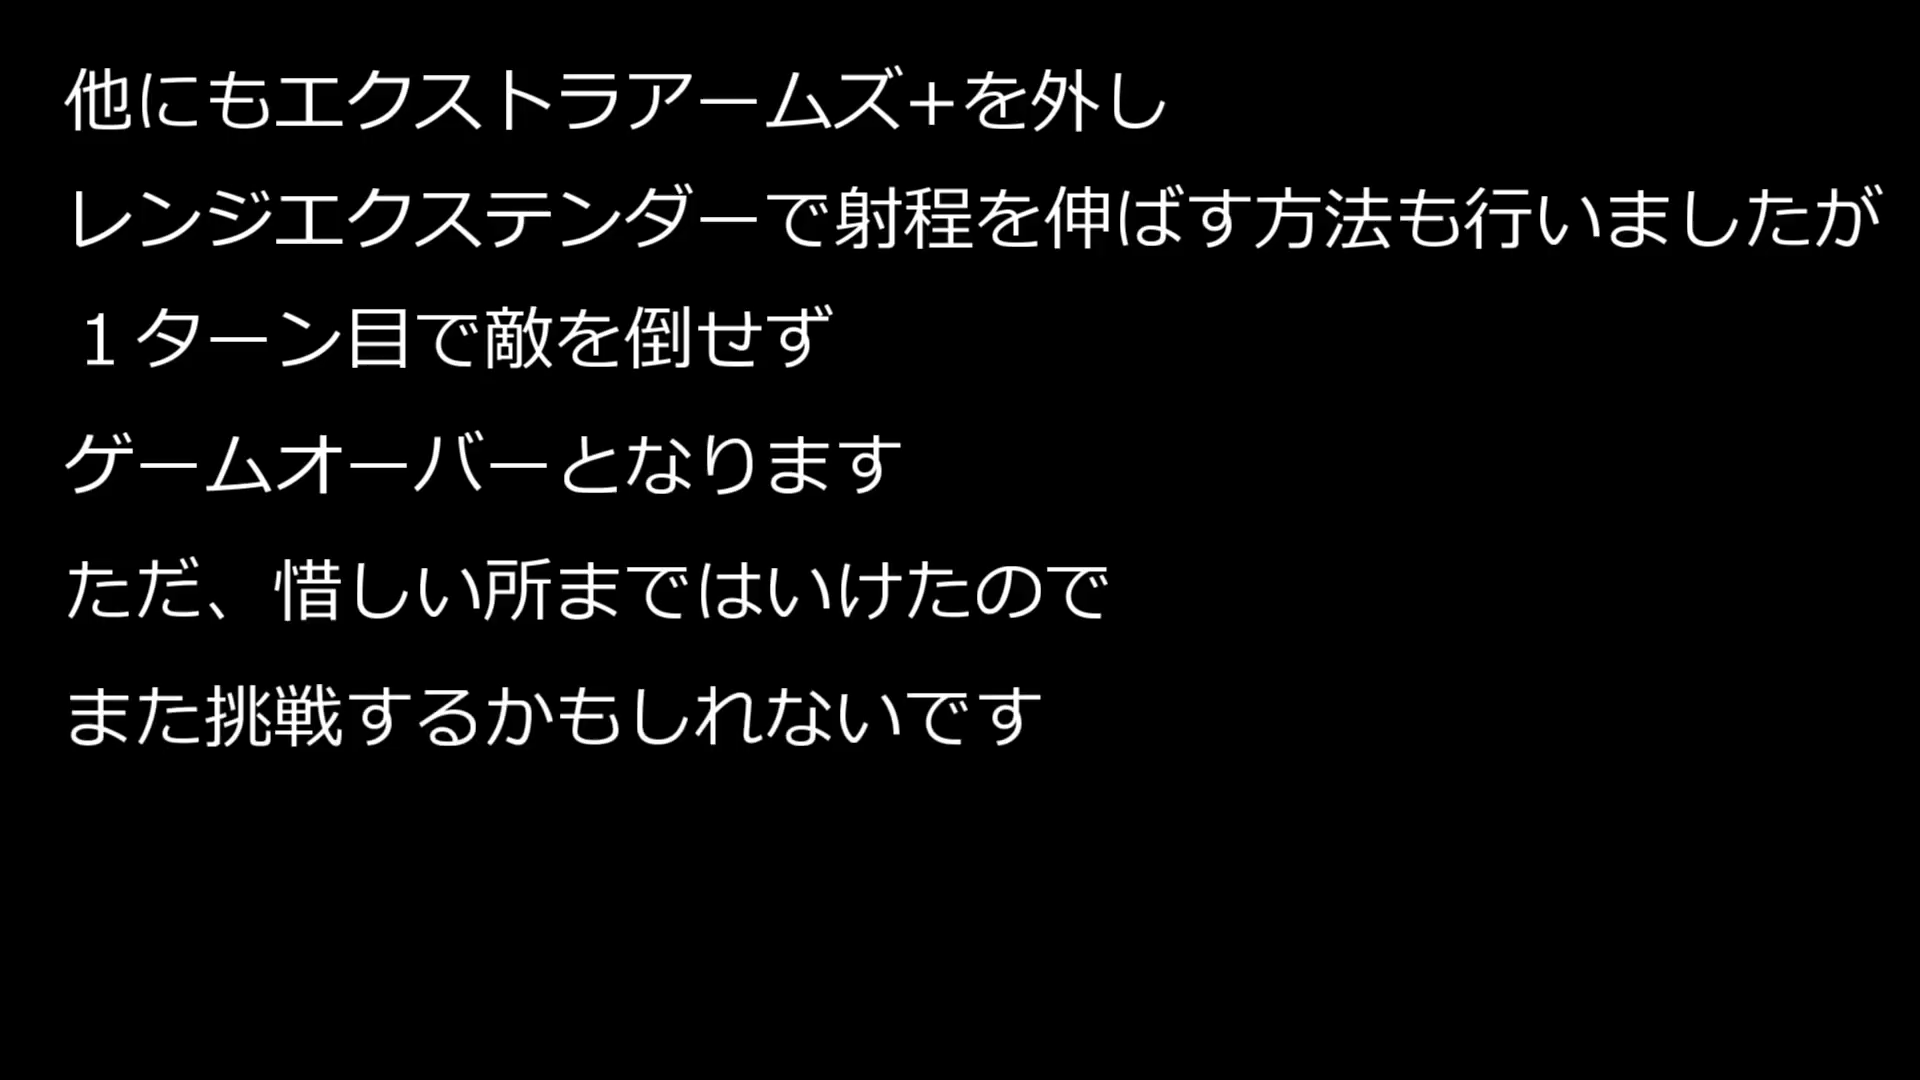 他にもエクストラアームズ+を外し
レンジエクステンダーで射程を伸ばす方法も行いましたが
１ターン目で敵を倒せず
ゲームオーバーとなります
ただ、惜しい所まではいけたので
また挑戦するかもしれないです